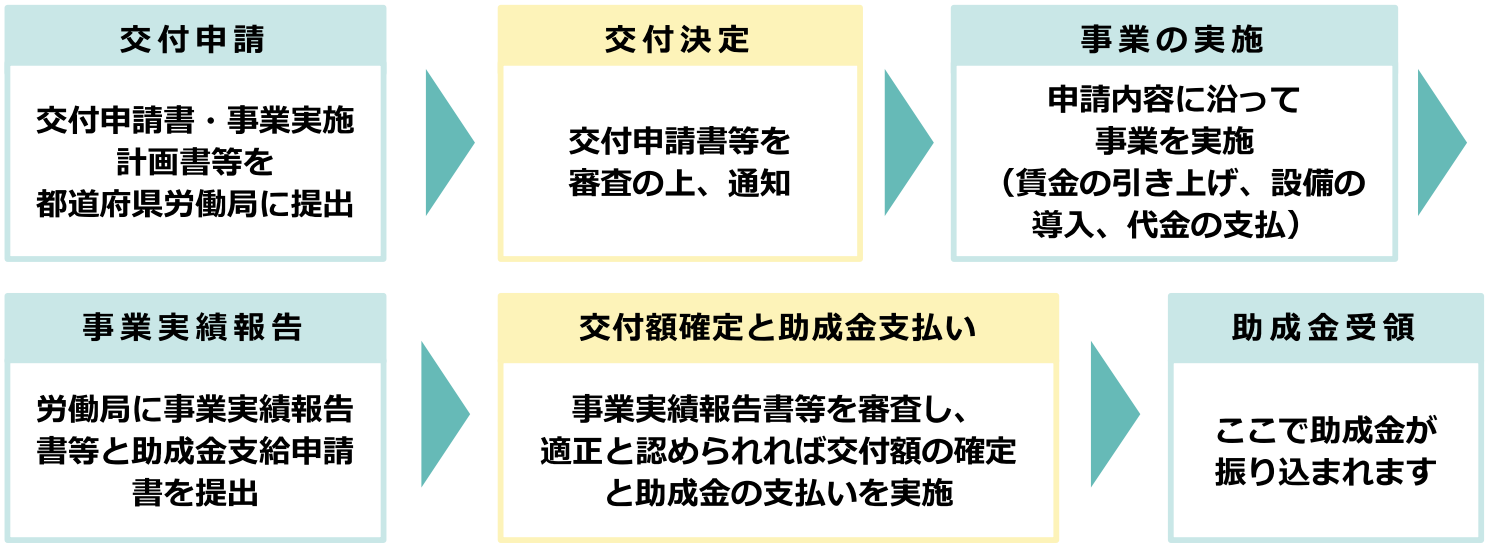 交付申請
交付申請書・事業実施
計画書等を
都道府県労働局に提出
交付決定
交付申請書等を
審査の上、通知
事業の実施
申請内容に沿って
事業を実施
（賃金の引き上げ、設備の
導入、代金の支払）
事業実績報告
労働局に事業実績報告
書等と助成金支給申請
書を提出
交付額確定と助成金支払い
事業実績報告書等を審査し、
適正と認められれば交付額の確定
と助成金の支払いを実施
助成金受領
ここで助成金が
振り込まれます